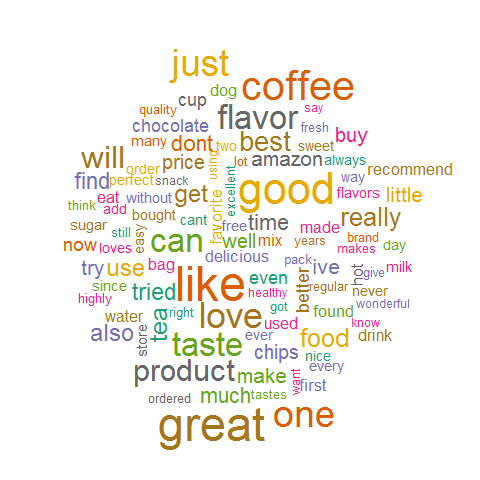 just
coffee
dog
say
quality
cup
flavor
fresh
chocolate
many
dont
two
best
sweet
buy
will
order
price
lot
amazon
always
recommend
find
perfect
snack
using
excellent
good
way
think
eat
without
get
favorite
flavors
little
add
bought
cant
free
time
made
really
sugar
still
easy
can
well
mix
years
brand
day
now
loves
delicious
makes
try
use
bag
like
even
pack
ive
hot
give
milk
since
tried
healthy
better
regular
never
highly
right
got
wonderful
water
tea
love
used
found
know
also
store
taste
ever
food
drink
chips
nice
product
make
want
every
first
ordered
much
tastes
great
one